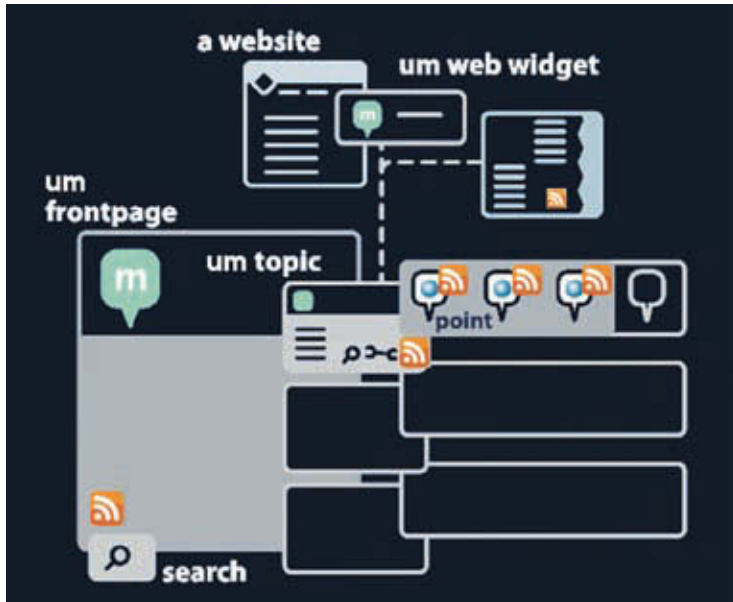 a website
um web widget
m
um
frontpage
m
um topic
point
search